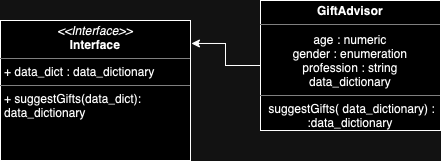 <<Interface>>
Interface
+ data_dict : data_dictionary
+ suggestGifts(data_dict):
data_dictionary
GiftAdvisor
age : numeric
gender : enumeration
profession : string
data_dictionary
suggestGifts( data_dictionary) :
:data_dictionary